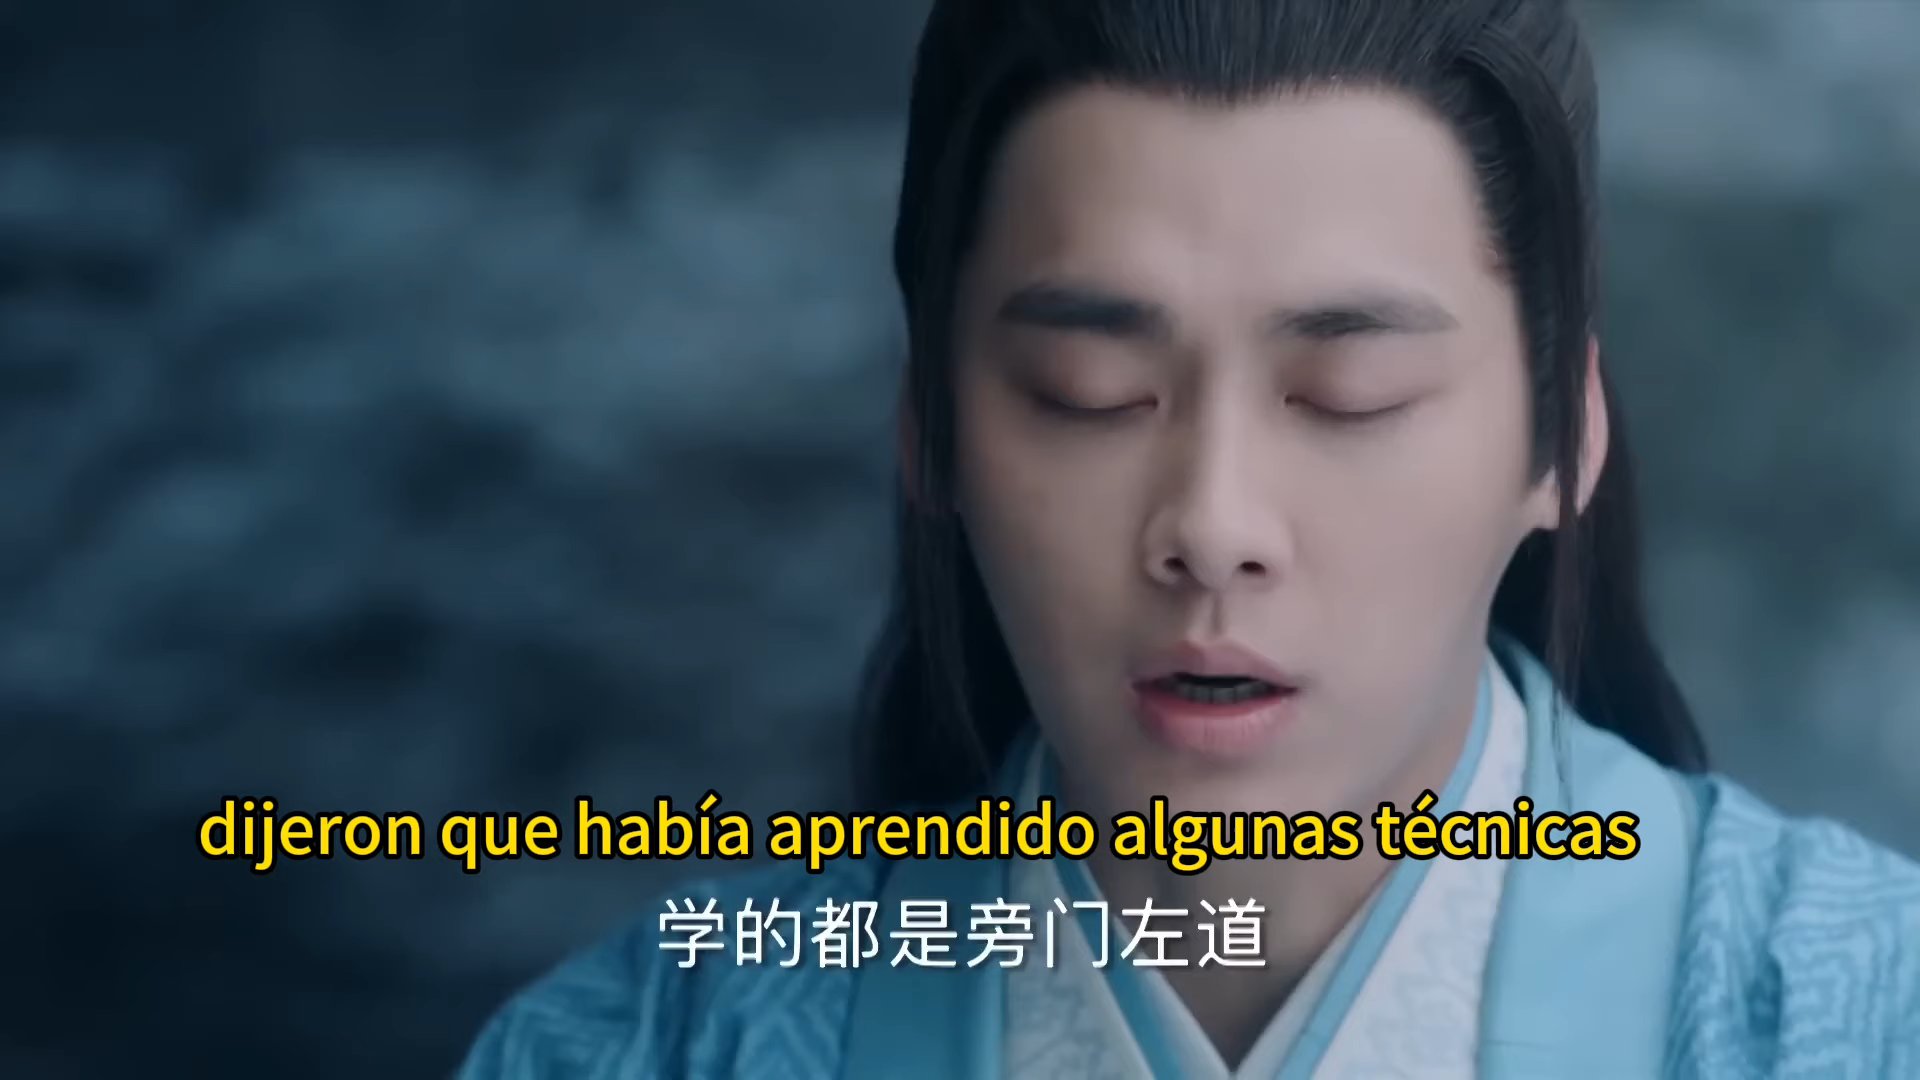 dijeron que había aprendido algunas técnicas
学的都是旁门左道